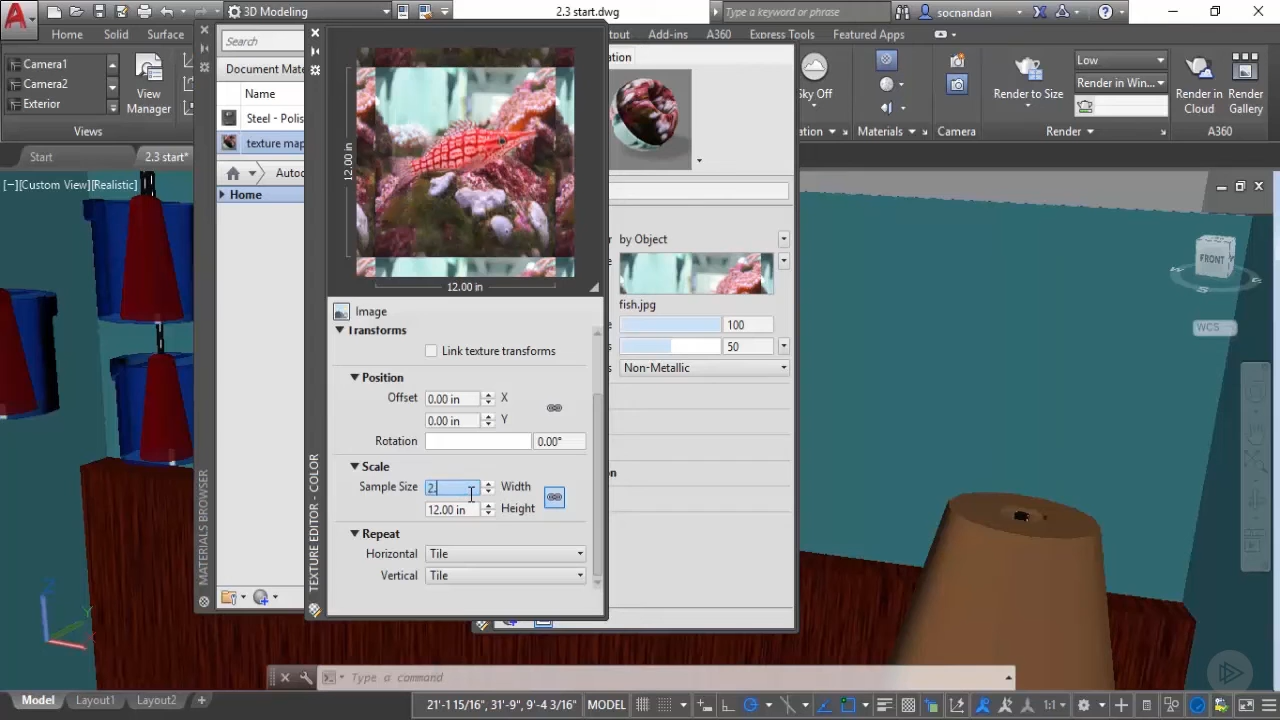 3D Modeling
2.3 start.dwg
Type a keyword or phrase
socnandan
Home Solid Surface
Add-ins A360 Express Tools Featured Apps
Camera1
Camera2
Exterior
View
Manager
Views
Search
Document Mate
Name
Steel - Polis
texture map
Home
Autoc
Start
2.3 start*
[−][Custom View][Realistic]
MATERIALS BROWSER
TEXTURE EDITOR - COLOR
12.00 in
12.00 in
Image
Transforms
Link texture transforms
Position
Offset 0.00 in X
0.00 in Y
Rotation 0.00°
Scale
Sample Size 2. Width
12.00 in Height
Repeat
Horizontal Tile
Vertical Tile
by Object
fish.jpg
100
50
Non-Metallic
Sky Off
Materials
Camera
Render to Size
Low
Render in Win
Render
Render in
Cloud
Render
Gallery
A360
FRONT
WCS
Type a command
Model Layout1 Layout2 +
21'-1 15/16", 31'-9", 9'-4 3/16" MODEL
1:1